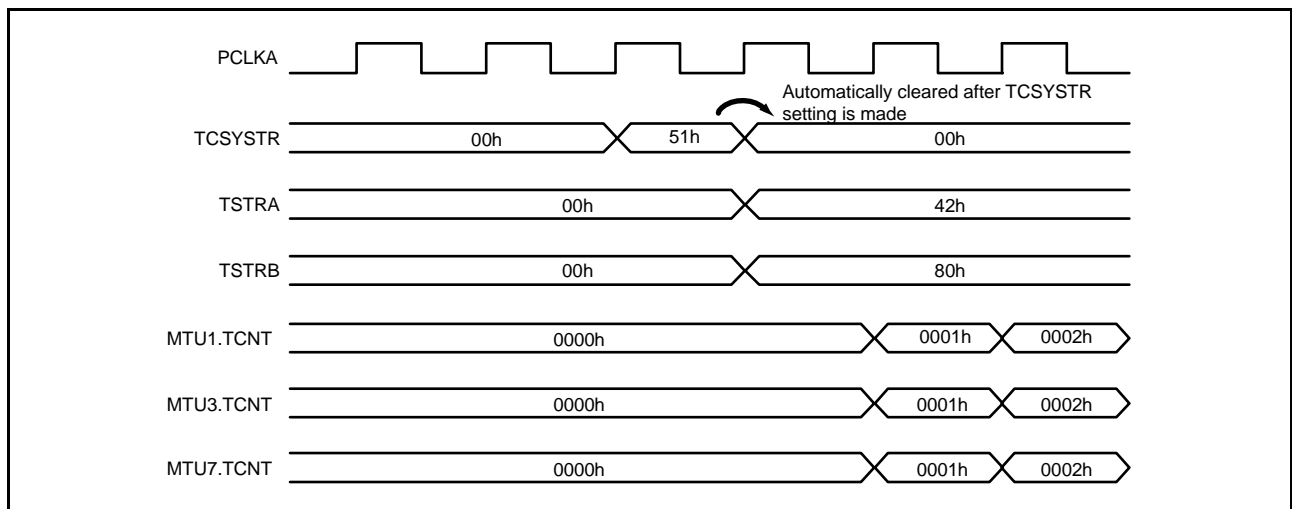 PCLKA
Automatically cleared after TCSYSTR
setting is made
TCSYSTR 00h 51h 00h
TSTRA 00h 42h
TSTRB 00h 80h
MTU1.TCNT 0000h 0001h 0002h
MTU3.TCNT 0000h 0001h 0002h
MTU7.TCNT 0000h 0001h 0002h